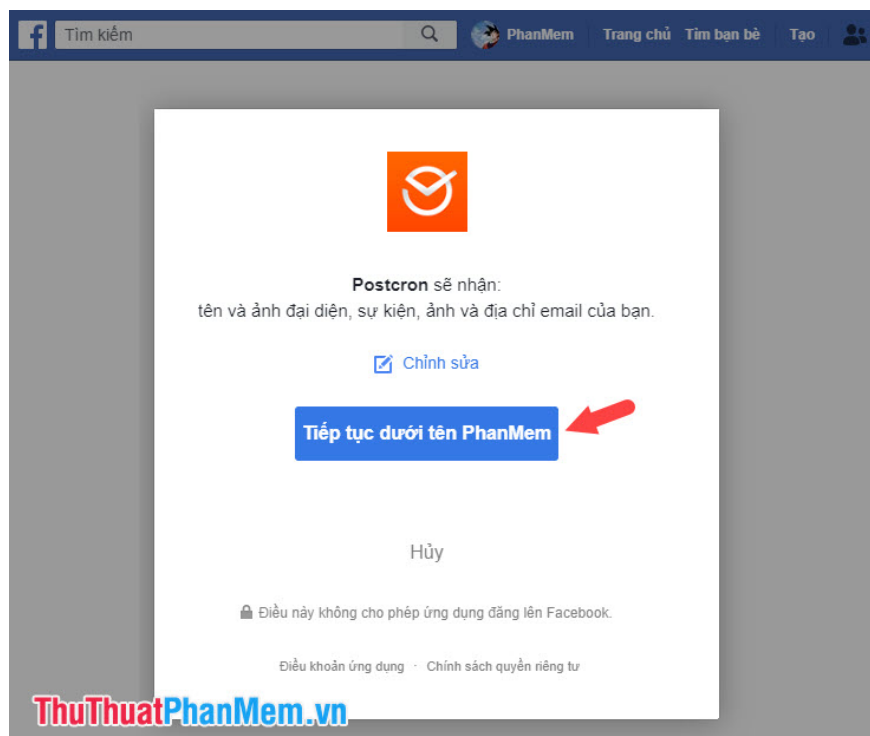 f
Tìm kiếm
PhanMem
Trang chủ
Tìm bạn bè
Tạo
Postcron sẽ nhận:
tên và ảnh đại diện, sự kiện, ảnh và địa chỉ email của bạn.
Chỉnh sửa
Tiếp tục dưới tên PhanMem
Hủy
Điều này không cho phép ứng dụng đăng lên Facebook.
Điều khoản ứng dụng · Chính sách quyền riêng tư
ThuThuatPhanMem.vn